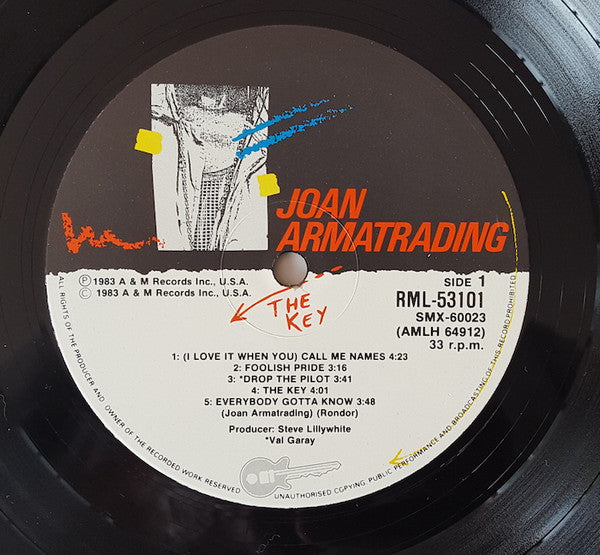 JOAN
ARMATRADING
Ⓟ 1983 A & M Records Inc., U.S.A.
© 1983 A & M Records Inc., U.S.A.
THE
KEY
SIDE 1
RML-53101
SMX-60023
(AMLH 64912)
33 r.p.m.
1: (I LOVE IT WHEN YOU) CALL ME NAMES 4:23
2: FOOLISH PRIDE 3:16
3: *DROP THE PILOT 3:41
4: THE KEY 4:01
5: EVERYBODY GOTTA KNOW 3:48
(Joan Armatrading) (Rondor)
Producer: Steve Lillywhite
*Val Garay
ALL RIGHTS OF THE PRODUCER AND OWNER OF THE RECORDED WORK RESERVED
UNAUTHORISED COPYING PUBLIC PERFORMANCE AND BROADCASTING OF THIS RECORD PROHIBITED